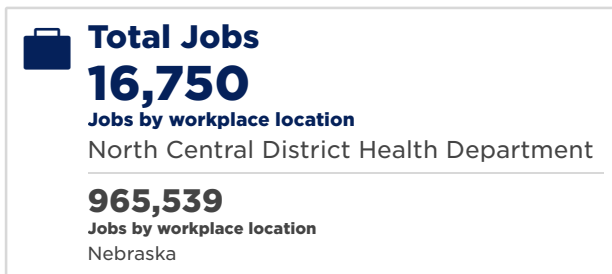 Total Jobs
16,750
Jobs by workplace location
North Central District Health Department
965,539
Jobs by workplace location
Nebraska